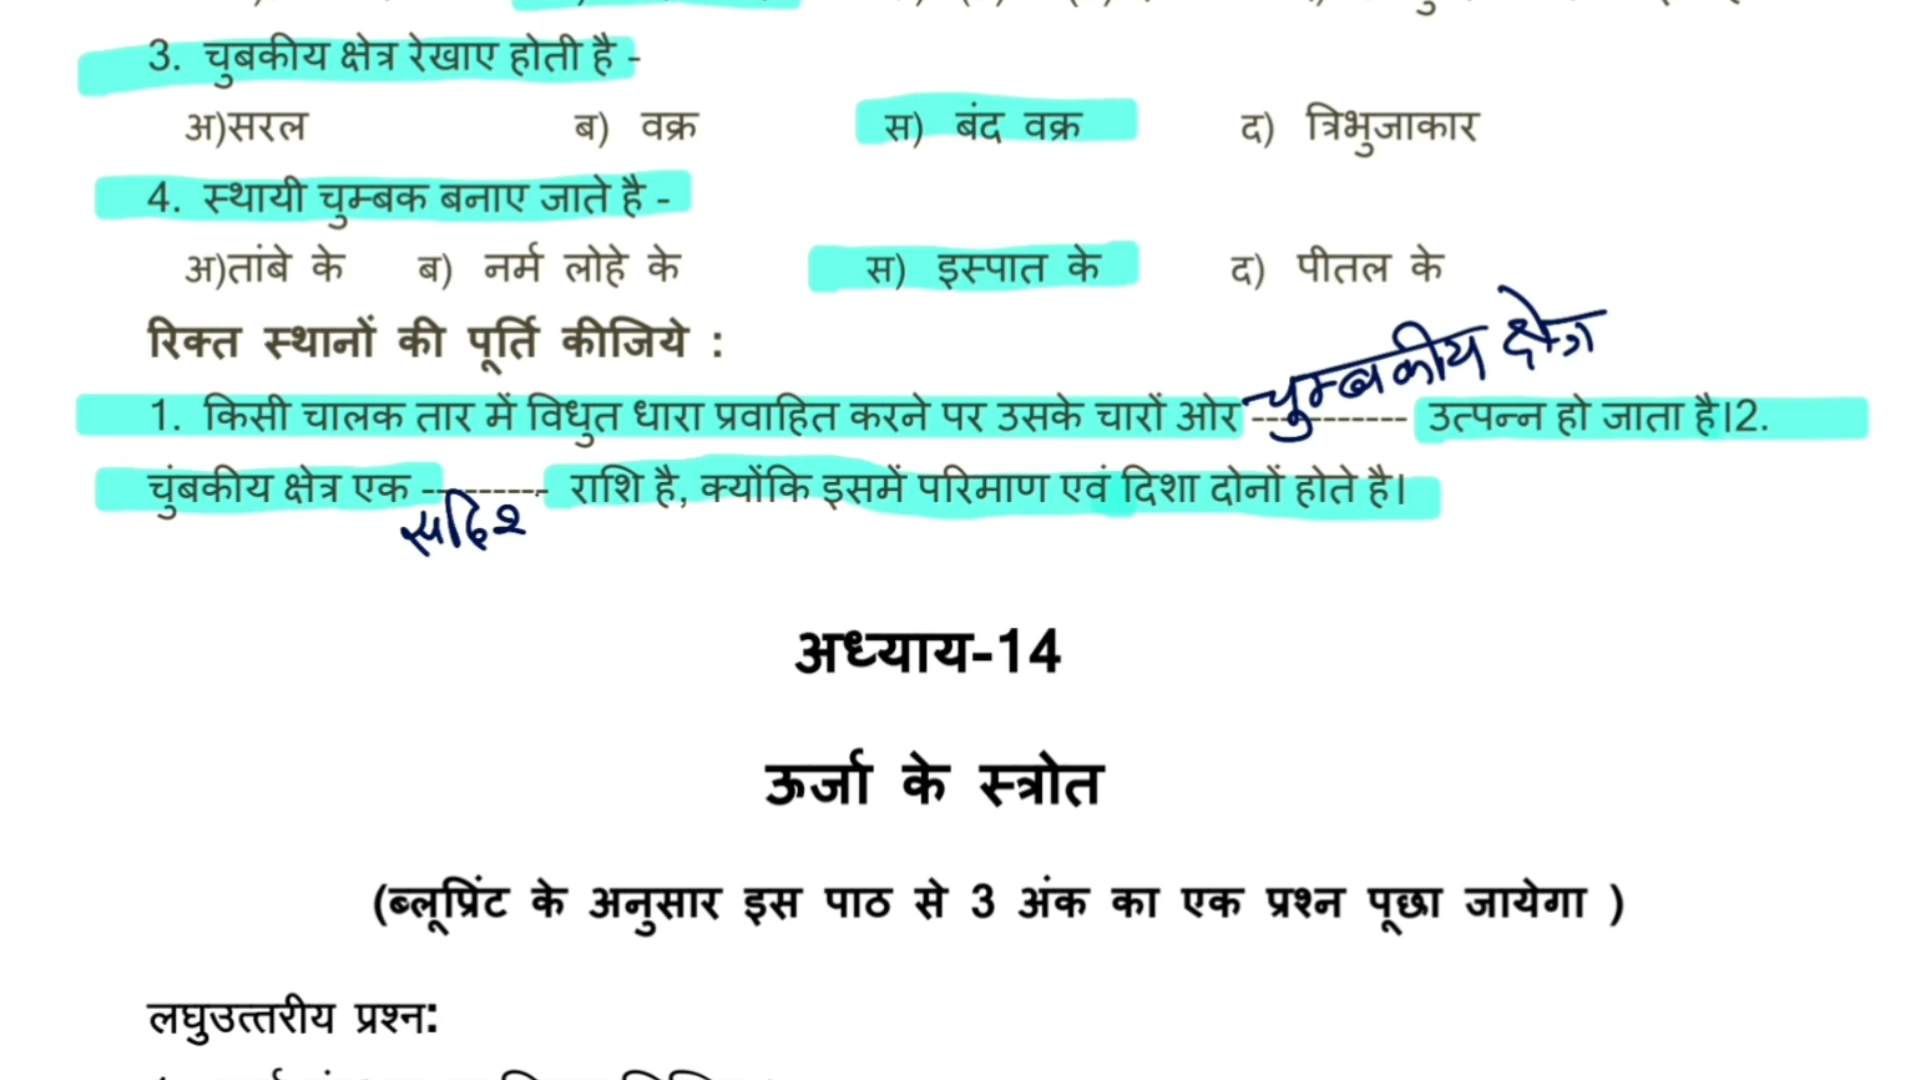 3. चुबकीय क्षेत्र रेखाए होती है -
अ)सरल ब) वक्र स) बंद वक्र द) त्रिभुजाकार
4. स्थायी चुम्बक बनाए जाते है -
अ)तांबे के ब) नर्म लोहे के स) इस्पात के द) पीतल के
रिक्त स्थानों की पूर्ति कीजिये :
चुम्बकीय क्षेत्र
1. किसी चालक तार में विधुत धारा प्रवाहित करने पर उसके चारों ओर ------------ उत्पन्न हो जाता है।2.
चुंबकीय क्षेत्र एक ---------- राशि है, क्योंकि इसमें परिमाण एवं दिशा दोनों होते है।
सदिश
अध्याय-14
ऊर्जा के स्त्रोत
(ब्लूप्रिंट के अनुसार इस पाठ से 3 अंक का एक प्रश्न पूछा जायेगा )
लघुउत्तरीय प्रश्न: